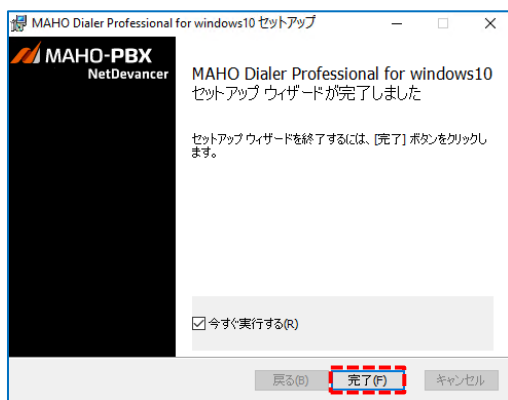 MAHO Dialer Professional for windows10 セットアップ
MAHO-PBX
NetDevancer
MAHO Dialer Professional for windows10
セットアップ ウィザードが完了しました
セットアップ ウィザードを終了するには、[完了] ボタンをクリックし
ます。
今すぐ実行する(R)
戻る(B)
完了(F)
キャンセル